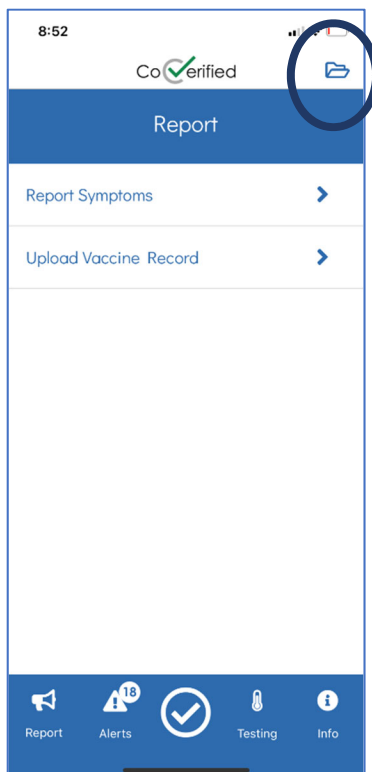 8:52
CoVerified
Report
Report Symptoms
Upload Vaccine Record
18
Report Alerts Testing Info